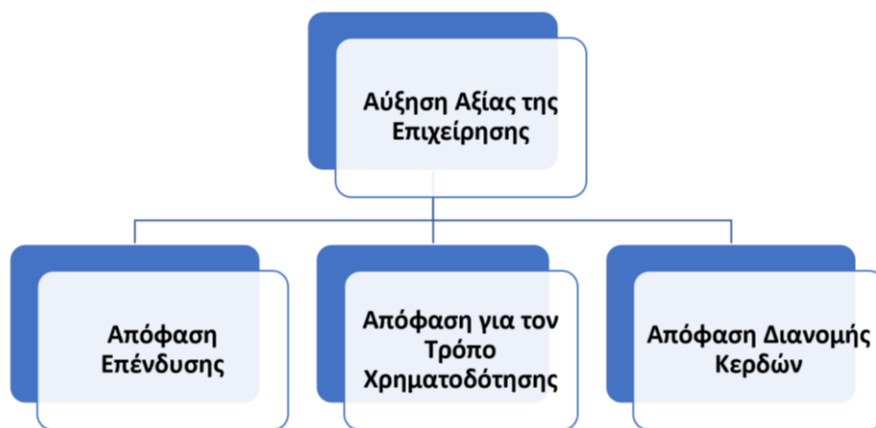 Αύξηση Αξίας της
Επιχείρησης
Απόφαση
Επένδυσης
Απόφαση για τον
Τρόπο
Χρηματοδότησης
Απόφαση Διανομής
Κερδών